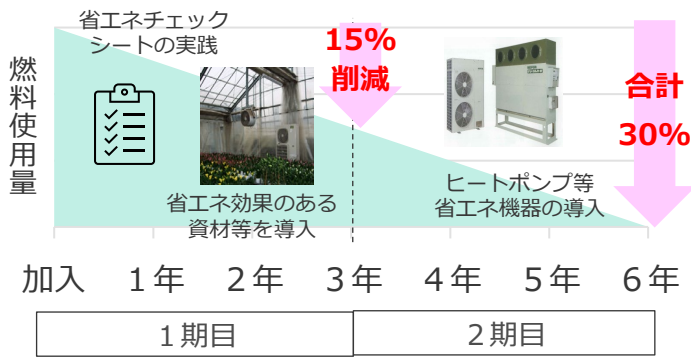 省エネチェック
シートの実践
燃料使用量
15%
削減
合計
30%
省エネ効果のある
資材等を導入
ヒートポンプ等
省エネ機器の導入
加入 1年 2年 3年 4年 5年 6年
1期目 2期目